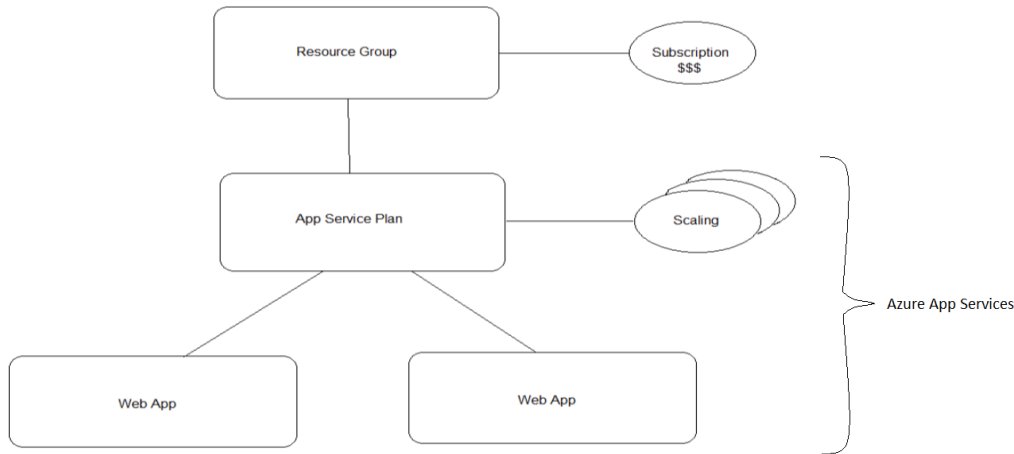 Resource Group
Subscription
$$$
App Service Plan
Scaling
Azure App Services
Web App
Web App